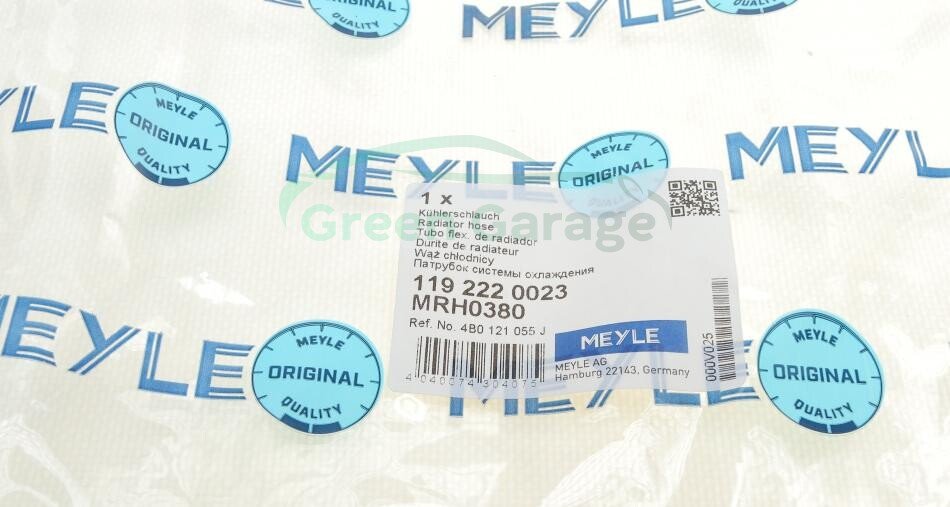 ORIGINAL
QUALITY
MEYLE
QUALITY
MEYLE
MEYLE
ORIGINAL
QUALITY
MEYLE
MEYLE
ORIGINAL
MEYLE
Green Garage
1 x
Kühlerschlauch
Radiator hose
Tubo flex. de radiador
Durite de radiateur
Wąż chłodnicy
Патрубок системы охлаждения
119 222 0023
MRH0380
Ref. No. 4B0 121 055 J
4 040074 304075
MEYLE
MEYLE AG
Hamburg 22143, Germany
000V025
MEYLE
MEYLE
ORIGINAL
QUALITY
MEYLE
MEYLE
ORIGINAL
QUALITY